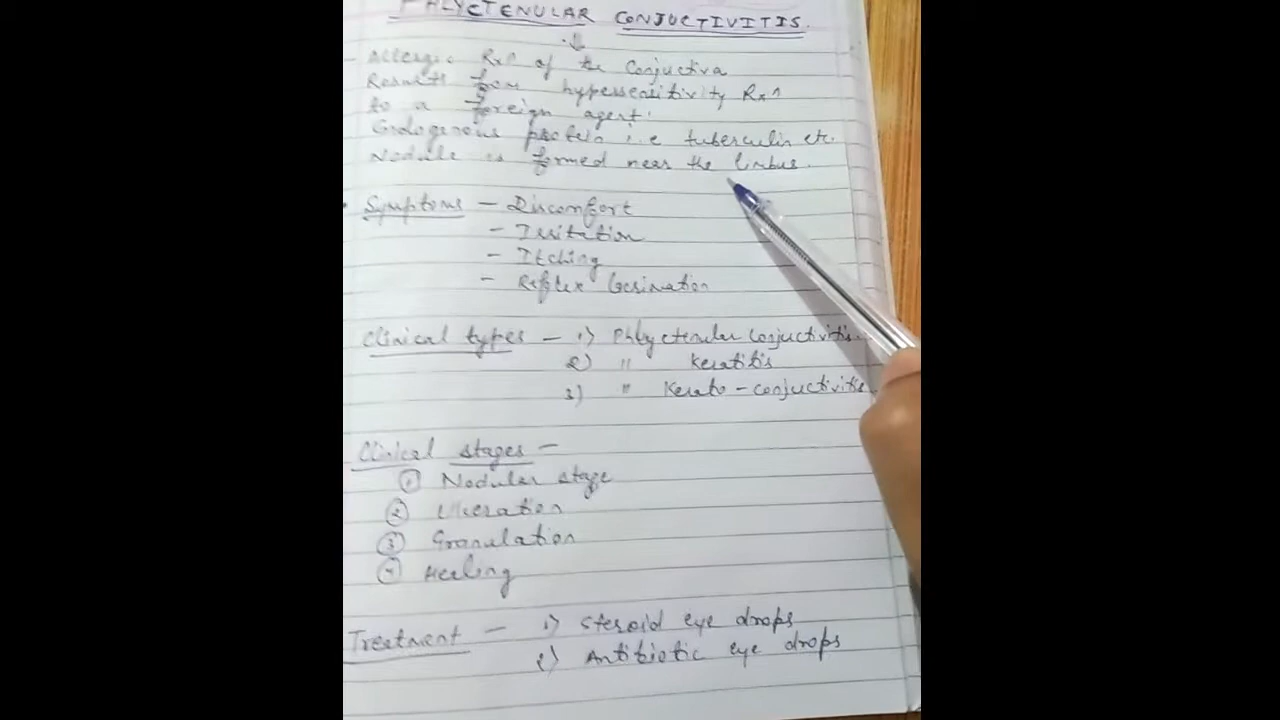 PHLYCTENULAR CONJUCTIVITIS.
- Allergic Rxn of the Conjuctiva
Results from hypersensitivity Rxn
to a foreign agent.
Endogenous protein i.e tuberculin etc.
Nodule is formed near the limbus.
Symptoms - Discomfort
- Irritation
- Itching
- Reflex lacrimation
Clinical types - 1) Phlyctenular Conjuctivitis.
2) " Keratitis
3) " Kerato-conjuctivitis
Clinical stages -
① Nodular stage
② Ulceration
③ Granulation
④ Healing
Treatment - 1) Steroid eye drops
2) Antibiotic eye drops